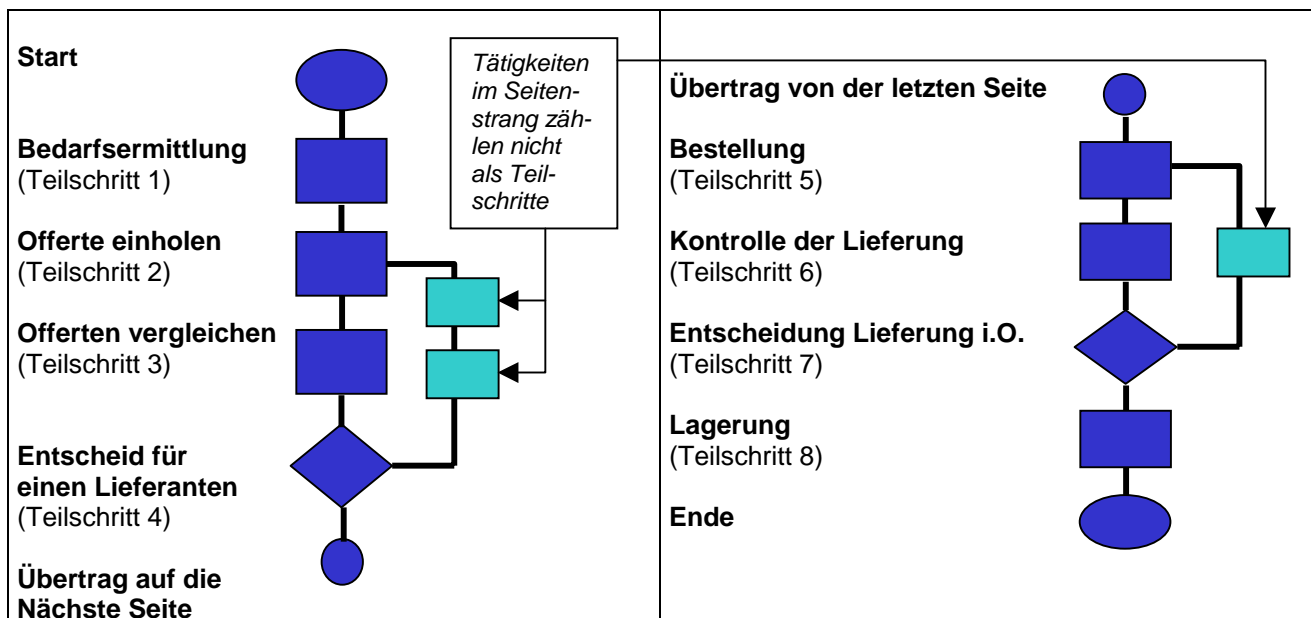 Start
Bedarfsermittlung
(Teilschritt 1)
Offerte einholen
(Teilschritt 2)
Offerten vergleichen
(Teilschritt 3)
Entscheid für
einen Lieferanten
(Teilschritt 4)
Übertrag auf die
Nächste Seite
Tätigkeiten
im Seiten-
strang zäh-
len nicht
als Teil-
schritte
Übertrag von der letzten Seite
Bestellung
(Teilschritt 5)
Kontrolle der Lieferung
(Teilschritt 6)
Entscheidung Lieferung i.O.
(Teilschritt 7)
Lagerung
(Teilschritt 8)
Ende